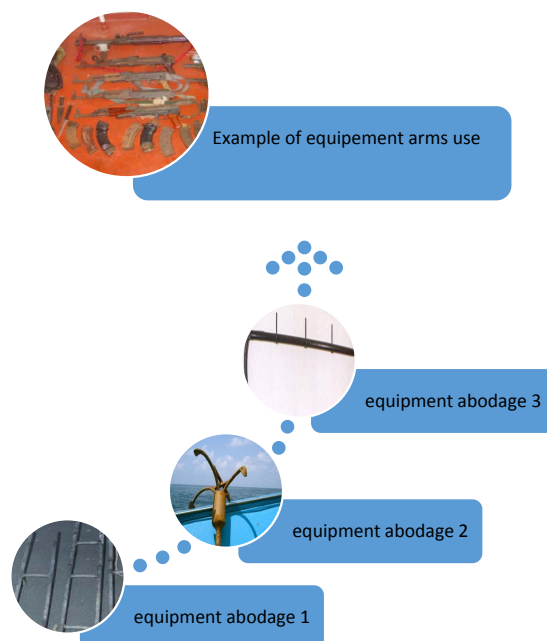 Example of equipement arms use
equipment abodage 3
equipment abodage 2
equipment abodage 1